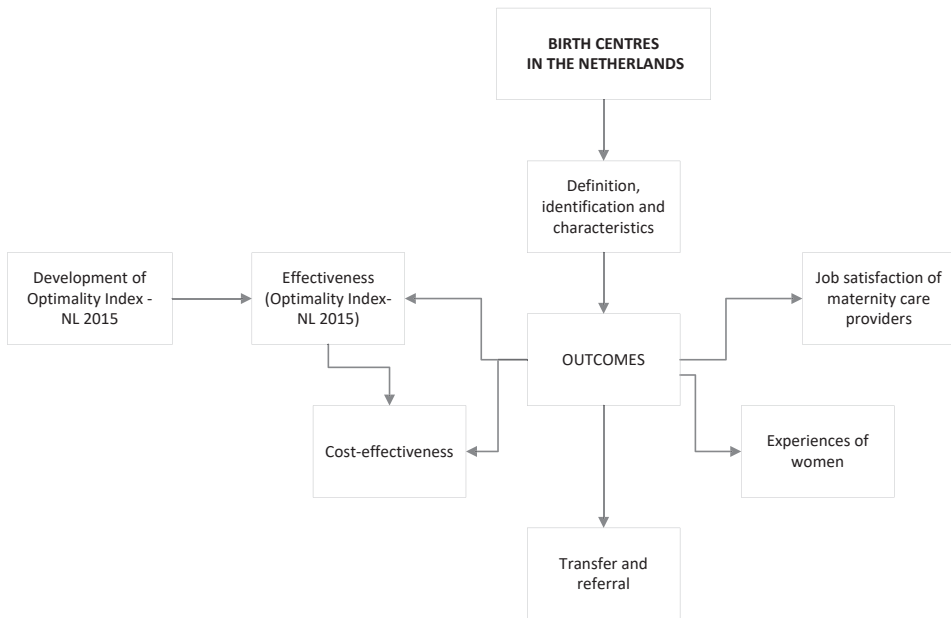 BIRTH CENTRES
IN THE NETHERLANDS
Definition,
identification and
characteristics
Development of
Optimality Index -
NL 2015
Effectiveness
(Optimality Index-
NL 2015)
Job satisfaction of
maternity care
providers
OUTCOMES
Cost-effectiveness
Experiences of
women
Transfer and
referral